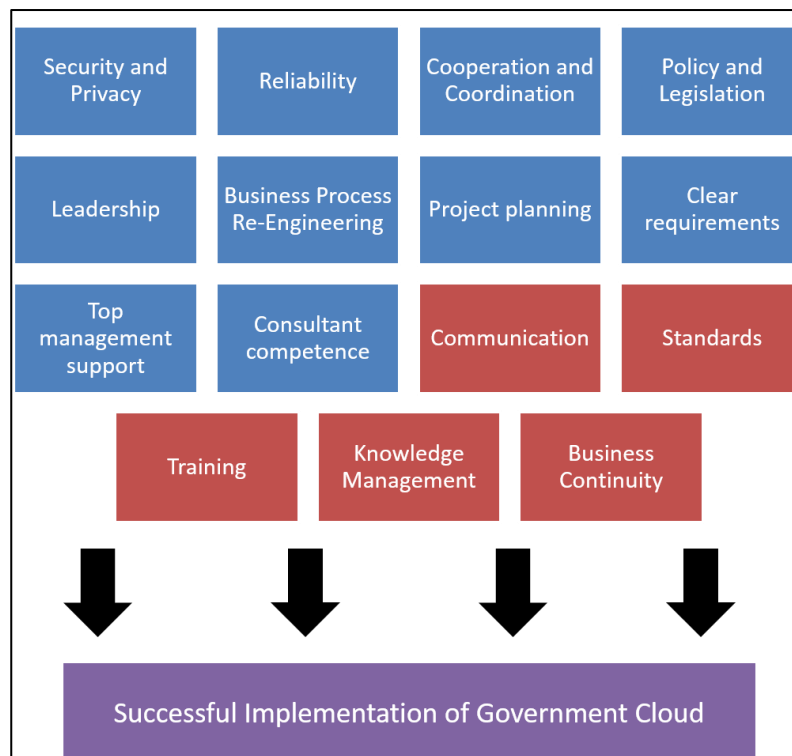 Security and
Privacy
Reliability
Cooperation and
Coordination
Policy and
Legislation
Leadership
Business Process
Re-Engineering
Project planning
Clear
requirements
Top
management
support
Consultant
competence
Communication
Standards
Training
Knowledge
Management
Business
Continuity
Successful Implementation of Government Cloud